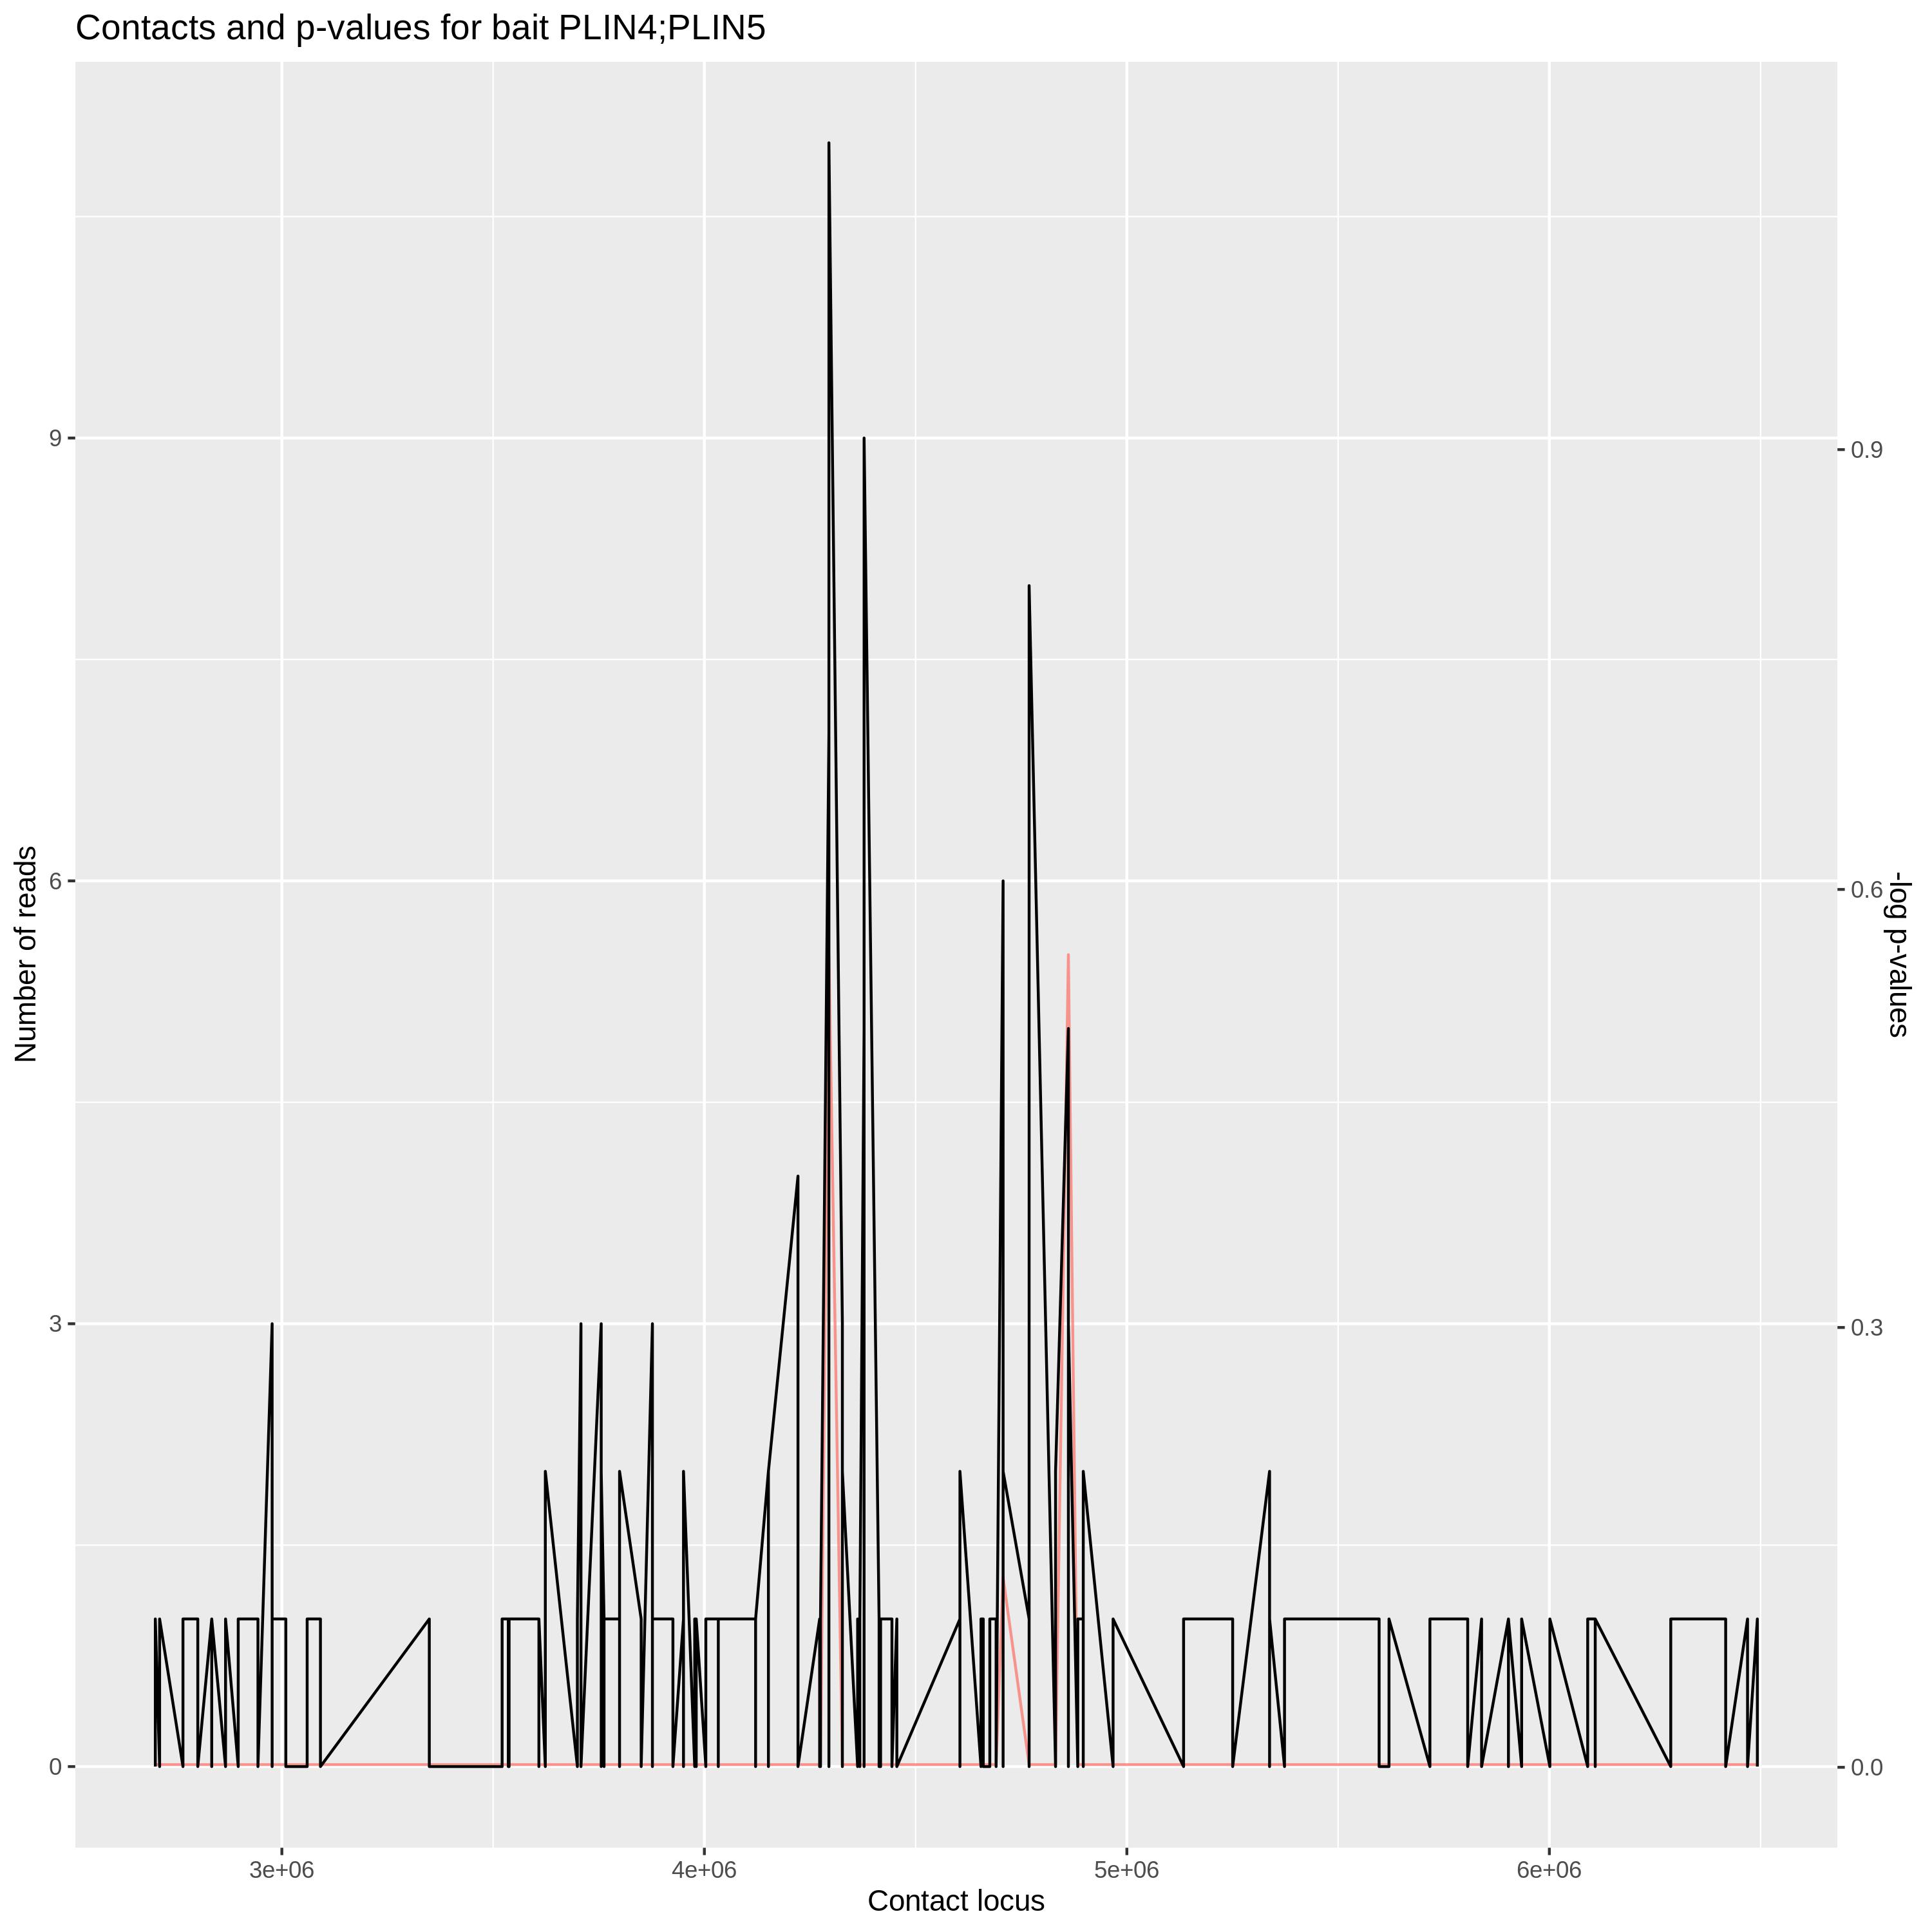 Contacts and p-values for bait PLIN4;PLIN5
Number of reads
9
6
3
0
0.9
0.6
0.3
0.0
-log p-values
3e+06
4e+06
5e+06
6e+06
Contact locus